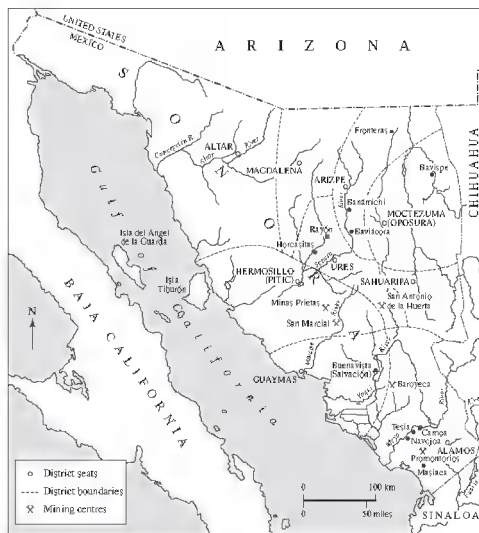 UNITED STATES
MEXICO
ARIZONA
SONORA
CHIHUAHUA
Concepción R.
Altar River
ALTAR
MAGDALENA
Fronteras
ARIZPE
Bavispe
Banámichi
MOCTEZUMA
(OPOSURA)
Rayón
Baviácora
Horcasitas
Gulf of California
Isla del Angel
de la Guarda
Isla
Tiburón
HERMOSILLO
(PITIC)
URES
SAHUARIPA
Minas Prietas
San Antonio
de la Huerta
San Marcial
BAJA CALIFORNIA
N
GUAYMAS
Buenavista
(Salvación)
Baroyeca
Tesia
Camoa
Navojoa
ALAMOS
Promontorios
Masiaca
SINALOA
District seats
District boundaries
Mining centres
0 100 km
0 50 miles